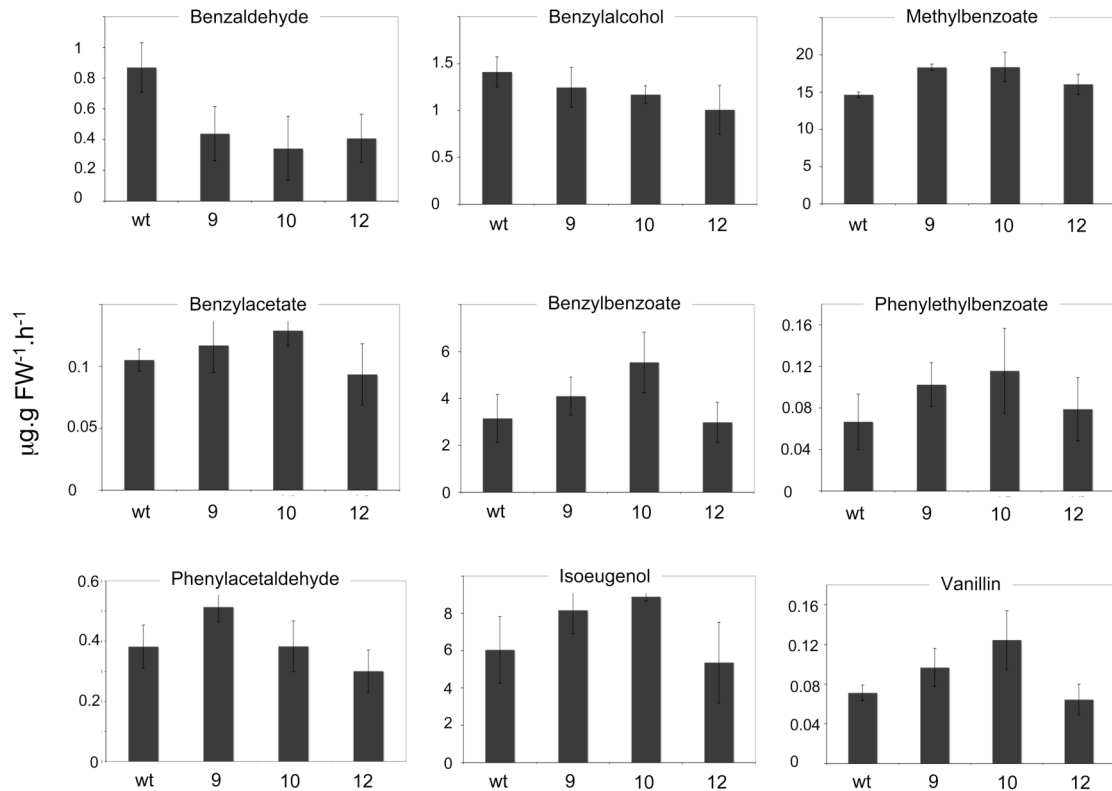 Benzaldehyde
1
0.8
0.6
0.4
0.2
0
wt 9 10 12
Benzylalcohol
1.5
1
1.5
0
wt 9 10 12
Methylbenzoate
20
15
10
5
0
wt 9 10 12
µg.g FW⁻¹.h⁻¹
Benzylacetate
0.1
0.05
0
wt 9 10 12
Benzylbenzoate
6
4
2
0
wt 9 10 12
Phenylethylbenzoate
0.16
0.12
0.08
0.04
0
wt 9 10 12
Phenylacetaldehyde
0.6
0.4
0.2
0
wt 9 10 12
Isoeugenol
8
6
4
2
0
wt 9 10 12
Vanillin
0.16
0.12
0.08
0.04
0
wt 9 10 12